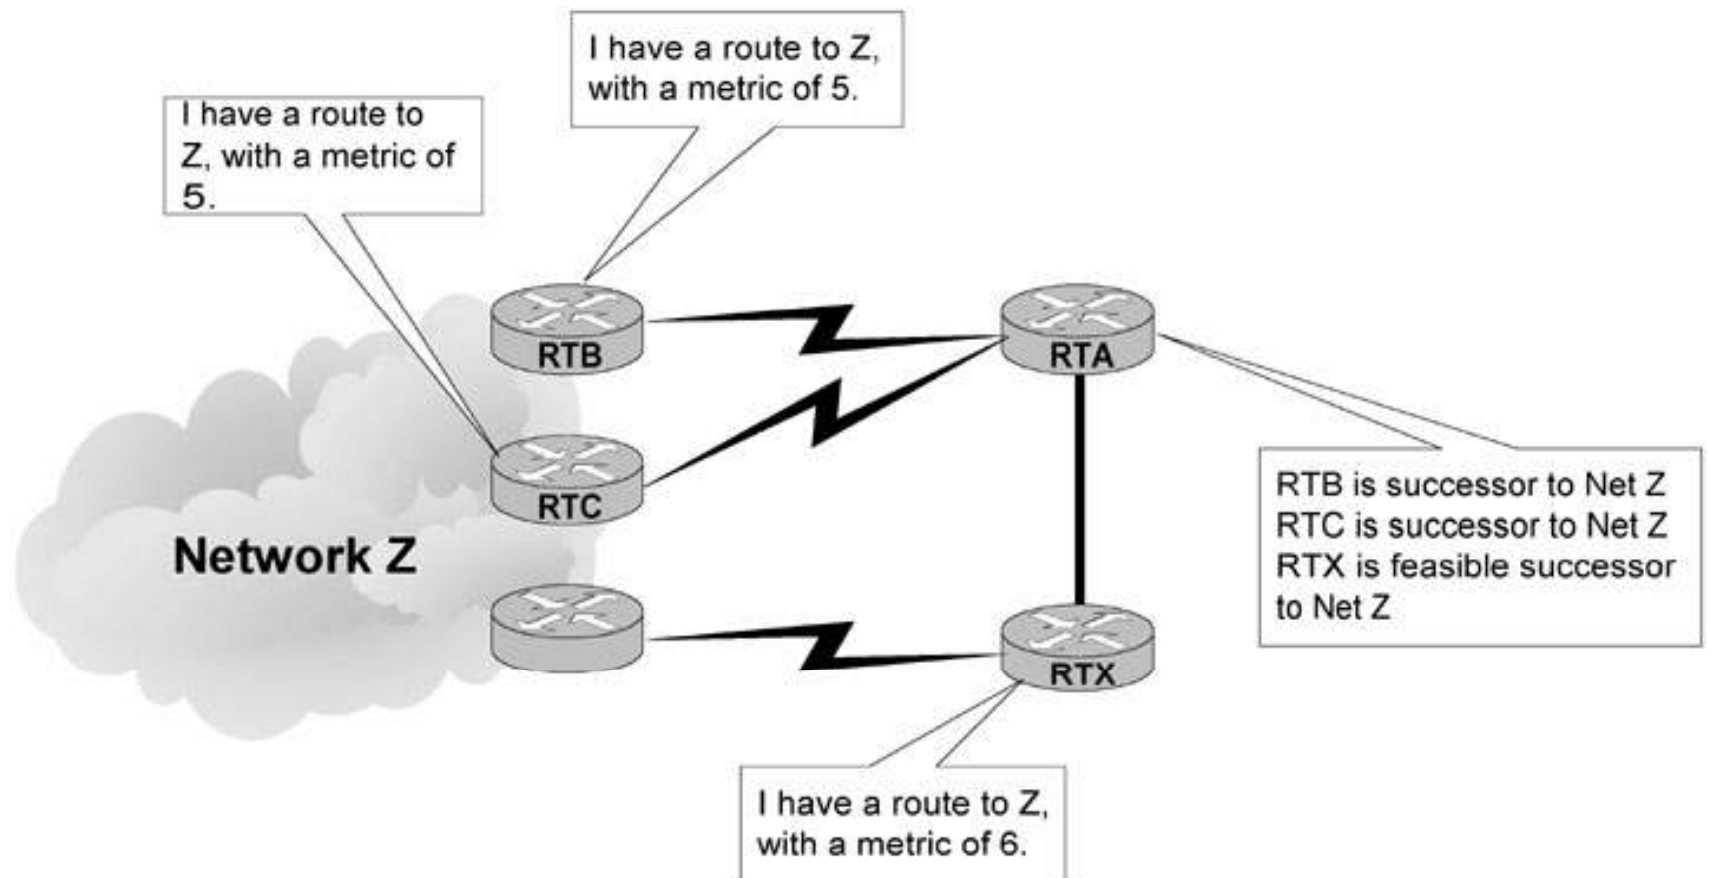 I have a route to Z,
with a metric of 5.
I have a route to
Z, with a metric of
5.
RTB
RTA
RTC
Network Z
RTB is successor to Net Z
RTC is successor to Net Z
RTX is feasible successor
to Net Z
RTX
I have a route to Z,
with a metric of 6.